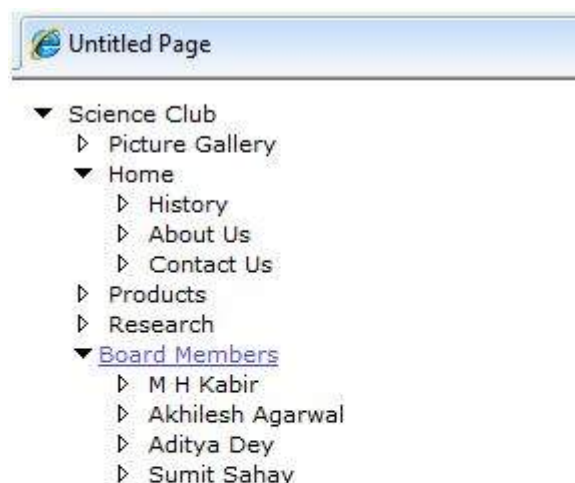 Untitled Page
Science Club
Picture Gallery
Home
History
About Us
Contact Us
Products
Research
Board Members
M H Kabir
Akhilesh Agarwal
Aditya Dey
Sumit Sahay